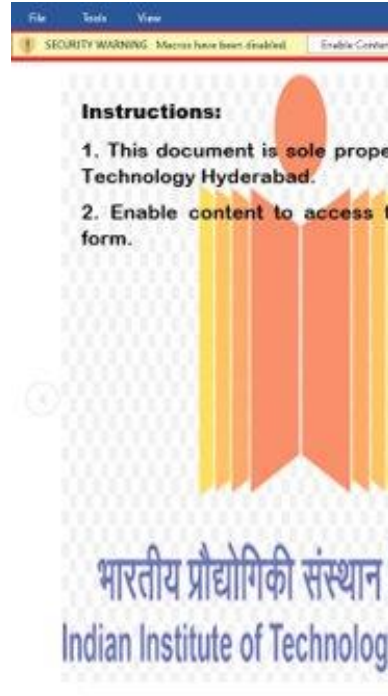 File Tools View
SECURITY WARNING Macros have been disabled. Enable Conten
Instructions:
1. This document is sole prope
Technology Hyderabad.
2. Enable content to access f
form.
भारतीय प्रौद्योगिकी संस्थान
Indian Institute of Technolog